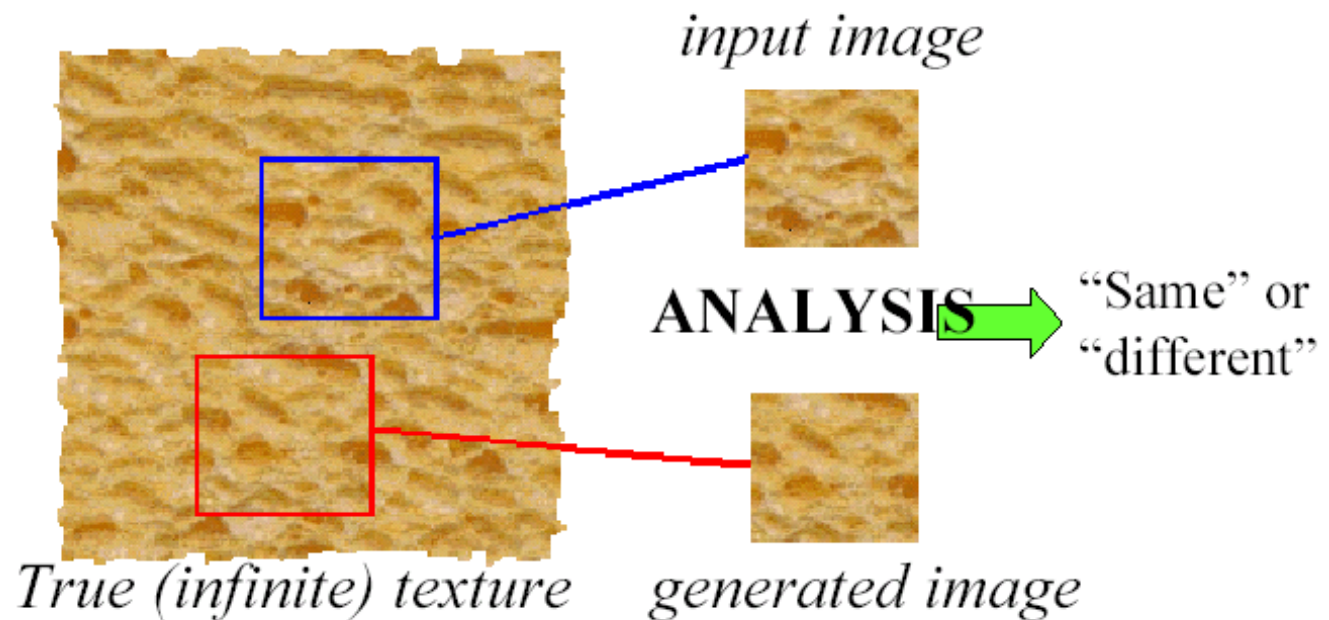 input image
ANALYSIS
“Same” or
“different”
True (infinite) texture
generated image